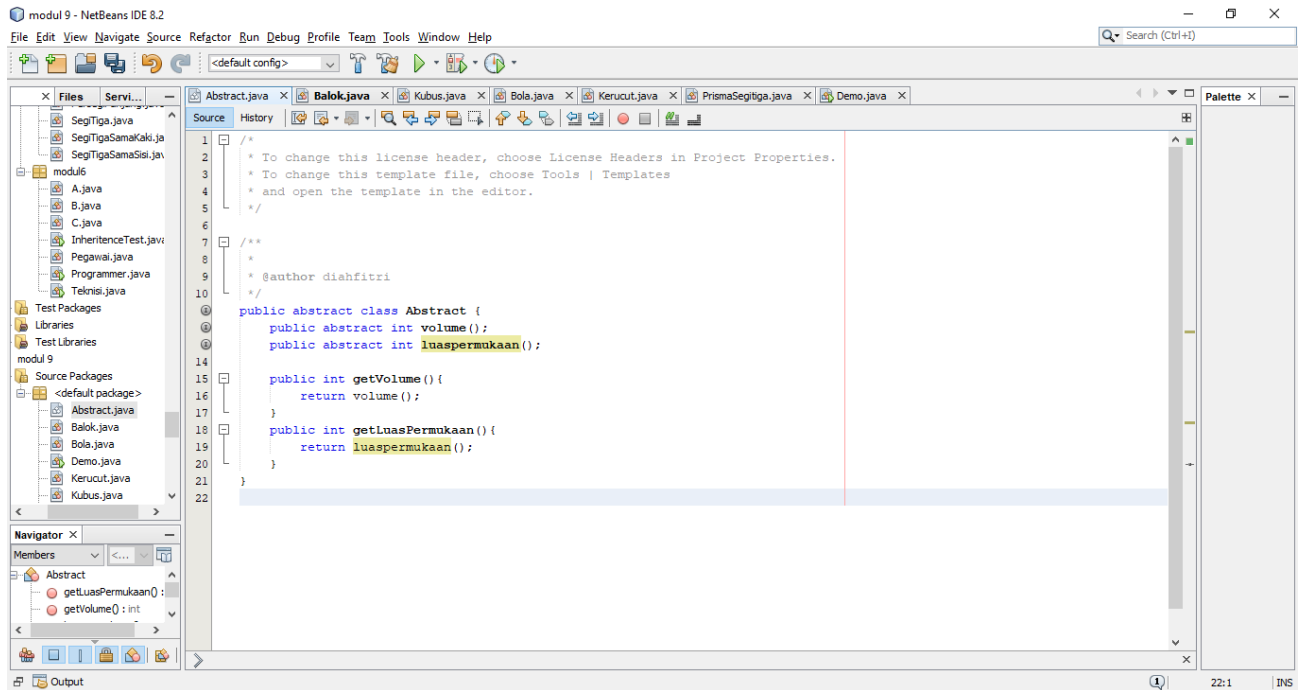 modul 9 - NetBeans IDE 8.2
File Edit View Navigate Source Refactor Run Debug Profile Team Tools Window Help
Search (Ctrl+I)
<default config>
Files Servi...
SegiTiga.java
SegiTigaSamaKaki.ja
SegiTigaSamaSisi.jav
modul6
A.java
B.java
C.java
InheritenceTest.java
Pegawai.java
Programmer.java
Teknisi.java
Test Packages
Libraries
Test Libraries
modul 9
Source Packages
<default package>
Abstract.java
Balok.java
Bola.java
Demo.java
Kerucut.java
Kubus.java
Navigator
Members <...
Abstract
getLuasPermukaan() :
getVolume() : int
Abstract.java Balok.java Kubus.java Bola.java Kerucut.java PrismaSegitiga.java Demo.java
Source History
1 /*
2 * To change this license header, choose License Headers in Project Properties.
3 * To change this template file, choose Tools | Templates
4 * and open the template in the editor.
5 */
6
7 /**
8 *
9 * @author diahfitri
10 */
public abstract class Abstract {
public abstract int volume();
public abstract int luaspermukaan();
14
15 public int getVolume(){
16 return volume();
17 }
18 public int getLuasPermukaan(){
19 return luaspermukaan();
20 }
21 }
22
Palette
Output
1
22:1 INS